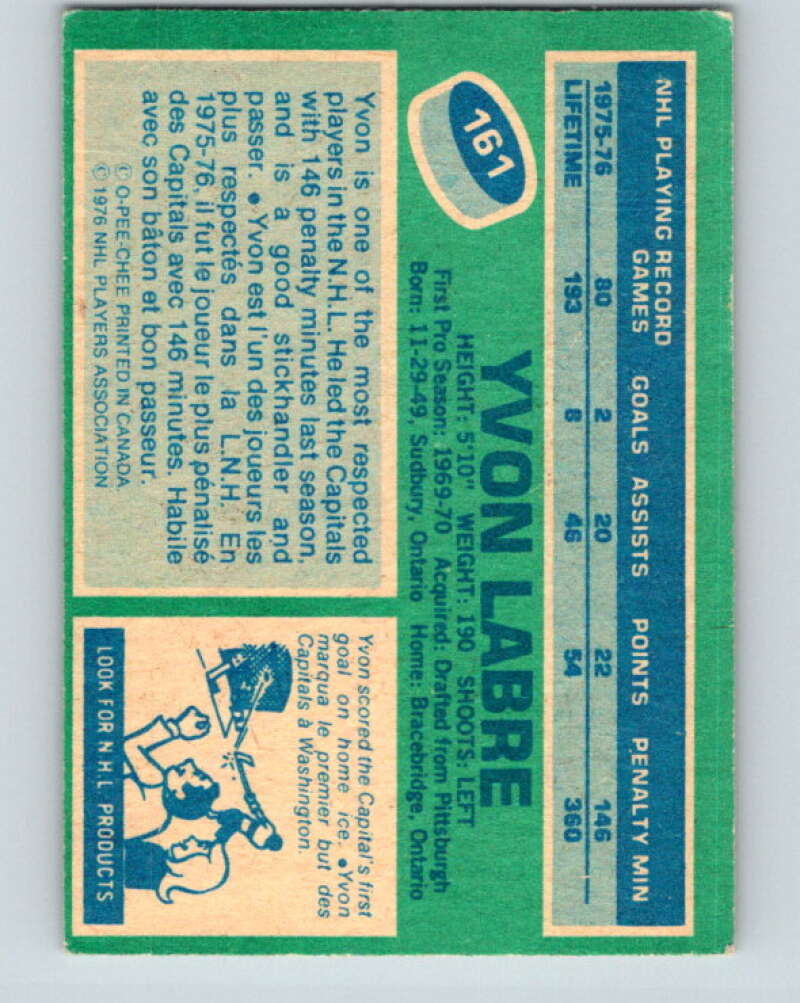 NHL PLAYING RECORD
GAMES GOALS ASSISTS POINTS PENALTY MIN
1975-76 80 2 20 22 146
LIFETIME 193 8 46 54 360
161
YVON LABRE
HEIGHT: 5'10" WEIGHT: 190 SHOOTS: LEFT
First Pro Season: 1969-70 Acquired: Drafted from Pittsburgh
Born: 11-29-49, Sudbury, Ontario Home: Bracebridge, Ontario
Yvon is one of the most respected
players in the N.H.L. He led the Capitals
with 146 penalty minutes last season,
and is a good stickhandler and
passer. • Yvon est l'un des joueurs les
plus respectés dans la L.N.H. En
1975-76, il fut le joueur le plus pénalisé
des Capitals avec 146 minutes. Habile
avec son bâton et bon passeur.
© O-PEE-CHEE PRINTED IN CANADA
© 1976 NHL PLAYERS ASSOCIATION
Yvon scored the Capital's first
goal on home ice. • Yvon
marqua le premier but des
Capitals à Washington.
LOOK FOR N.H.L PRODUCTS